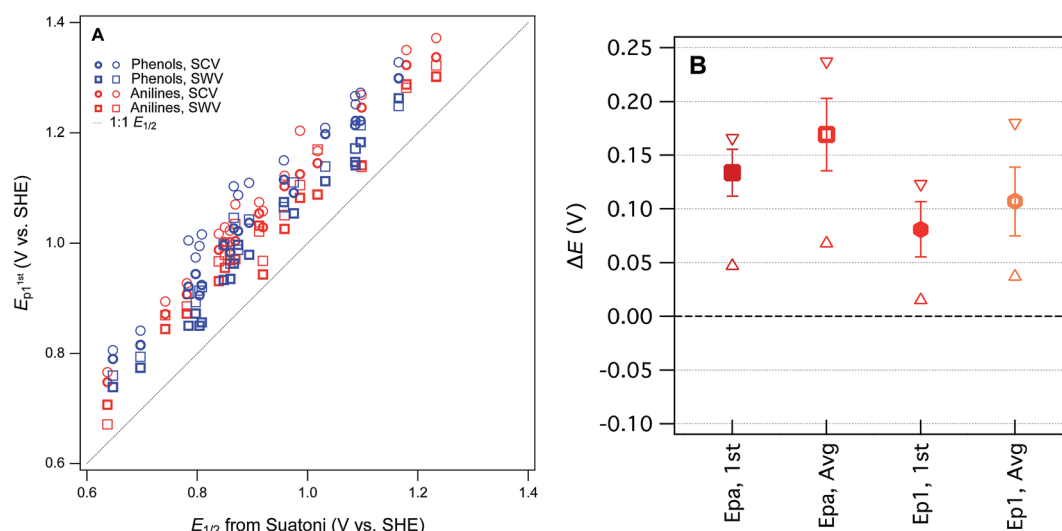 A
Phenols, SCV
Phenols, SWV
Anilines, SCV
Anilines, SWV
1:1 E1/2
1.4
1.2
1.0
0.8
0.6
Ep1 1st (V vs. SHE)
0.6 0.8 1.0 1.2 1.4
E1/2 from Suatoni (V vs. SHE)
B
0.25
0.20
0.15
0.10
0.05
0.00
-0.05
-0.10
ΔE (V)
Epa, 1st
Epa, Avg
Ep1, 1st
Ep1, Avg